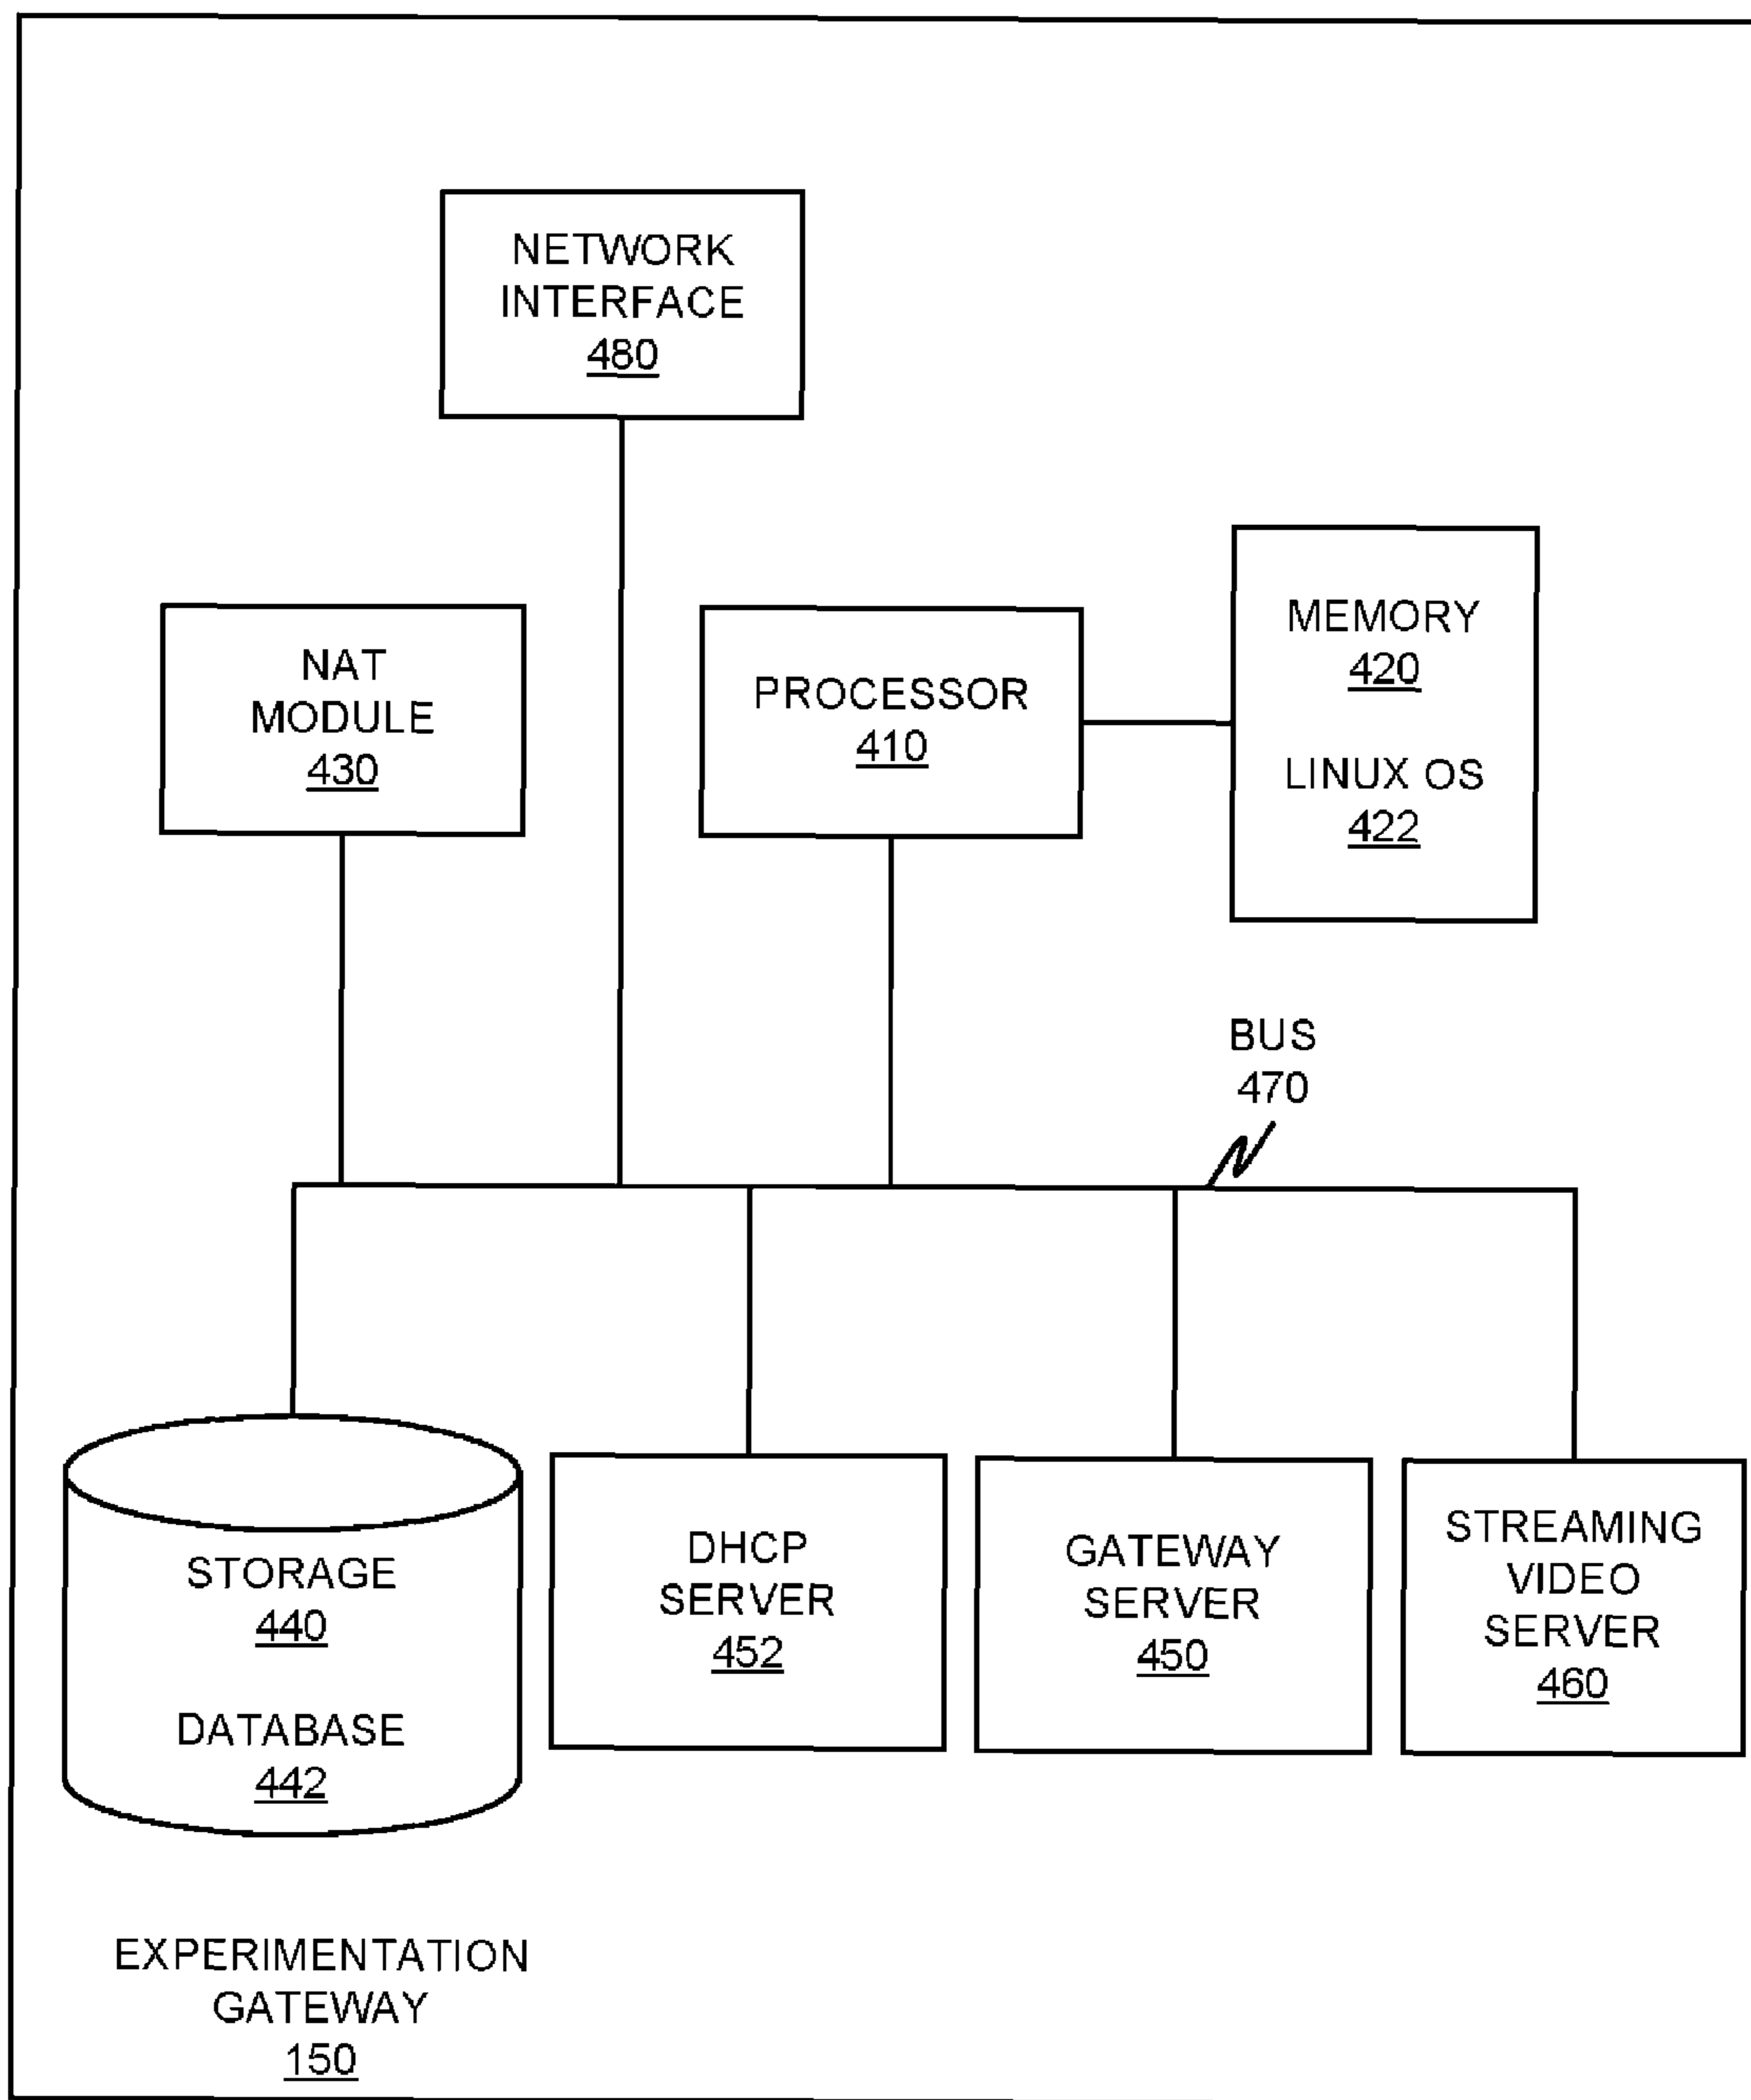 NETWORK
INTERFACE
480
NAT
MODULE
430
PROCESSOR
410
MEMORY
420
LINUX OS
422
BUS
470
STORAGE
440
DATABASE
442
DHCP
SERVER
452
GATEWAY
SERVER
450
STREAMING
VIDEO
SERVER
460
EXPERIMENTATION
GATEWAY
150